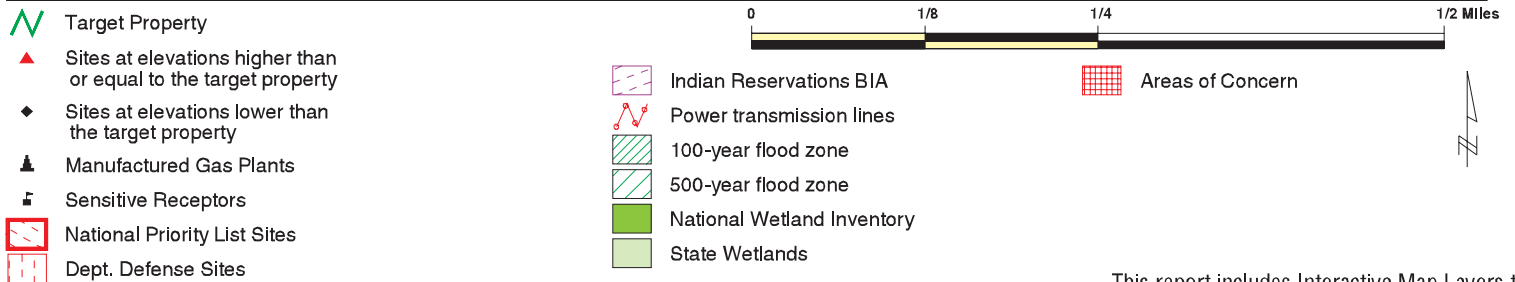 Target Property
Sites at elevations higher than
or equal to the target property
Sites at elevations lower than
the target property
Manufactured Gas Plants
Sensitive Receptors
National Priority List Sites
Dept. Defense Sites
0 1/8 1/4 1/2 Miles
Indian Reservations BIA
Power transmission lines
100-year flood zone
500-year flood zone
National Wetland Inventory
State Wetlands
Areas of Concern
N
This report includes Interactive Map Layers